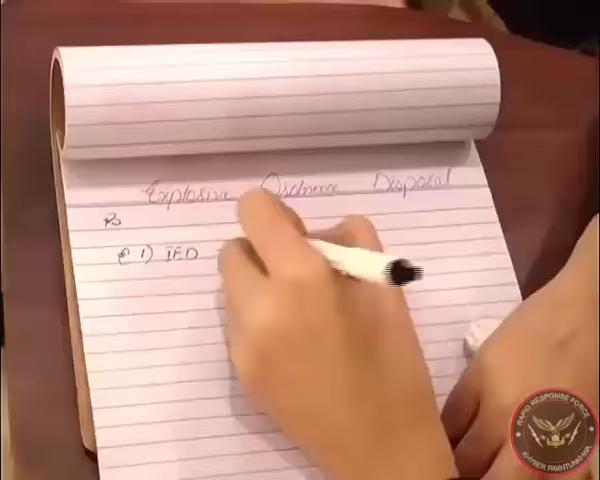 Explosive Ordnance Disposal
1) IED
RAPID RESPONSE FORCE
KHYBER PAKHTUNKHWA